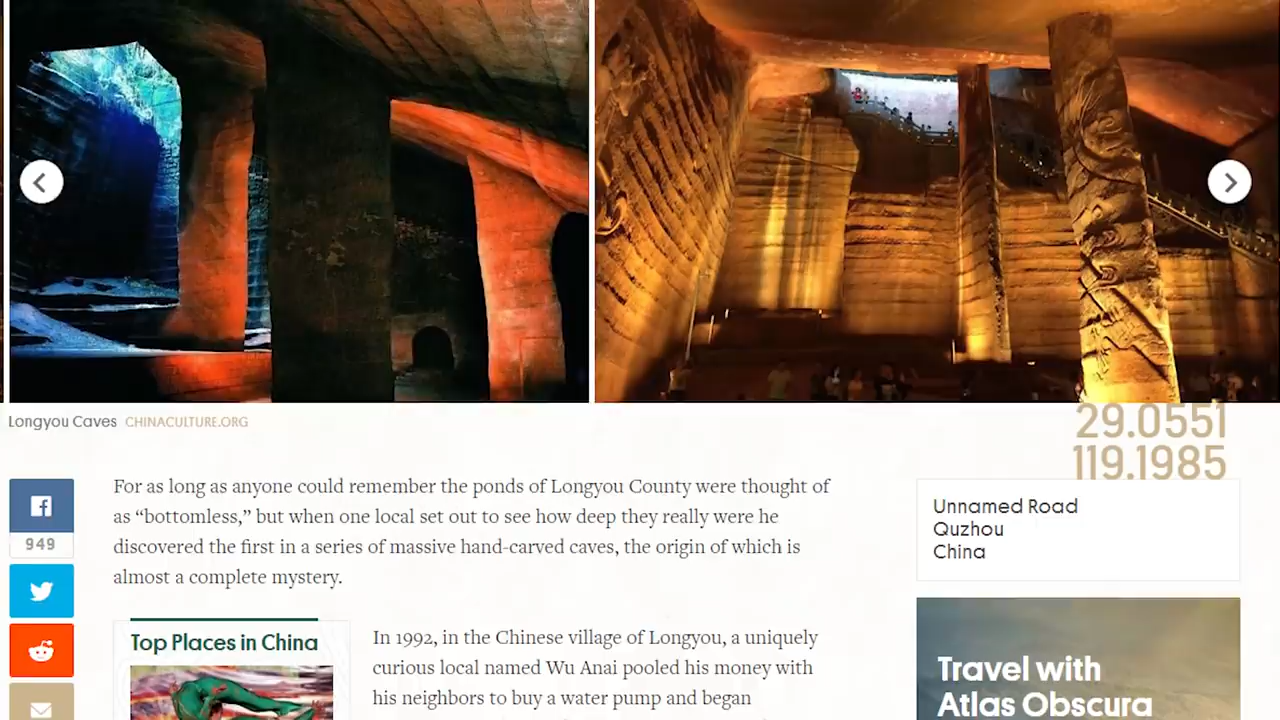 Longyou Caves CHINACULTURE.ORG
29.0551
119.1985
949
For as long as anyone could remember the ponds of Longyou County were thought of
as “bottomless,” but when one local set out to see how deep they really were he
discovered the first in a series of massive hand-carved caves, the origin of which is
almost a complete mystery.
Unnamed Road
Quzhou
China
Top Places in China
In 1992, in the Chinese village of Longyou, a uniquely
curious local named Wu Anai pooled his money with
his neighbors to buy a water pump and began
Travel with
Atlas Obscura